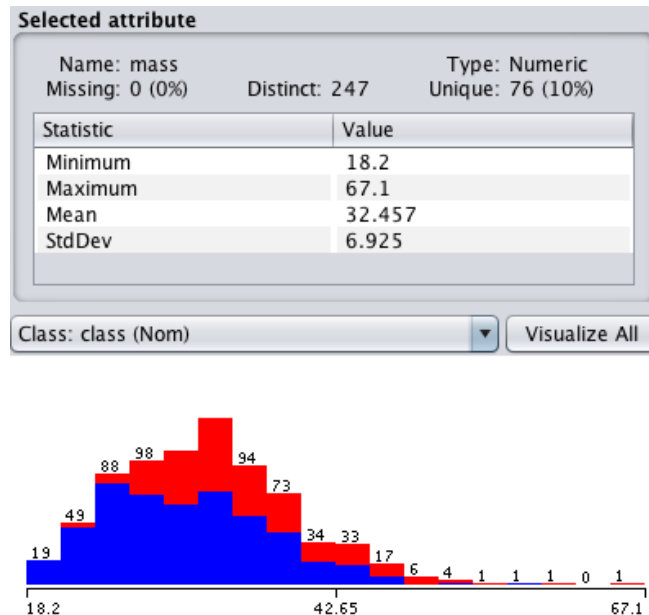 Selected attribute
Name: mass Type: Numeric
Missing: 0 (0%) Distinct: 247 Unique: 76 (10%)
Statistic Value
Minimum 18.2
Maximum 67.1
Mean 32.457
StdDev 6.925
Class: class (Nom) Visualize All
19 49 88 98 94 73 34 33 17 6 4 1 1 1 0 1
18.2 42.65 67.1